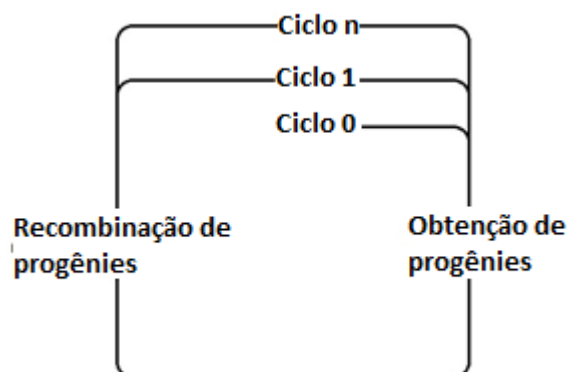 Ciclo n
Ciclo 1
Ciclo 0
Recombinação de
progênies
Obtenção de
progênies